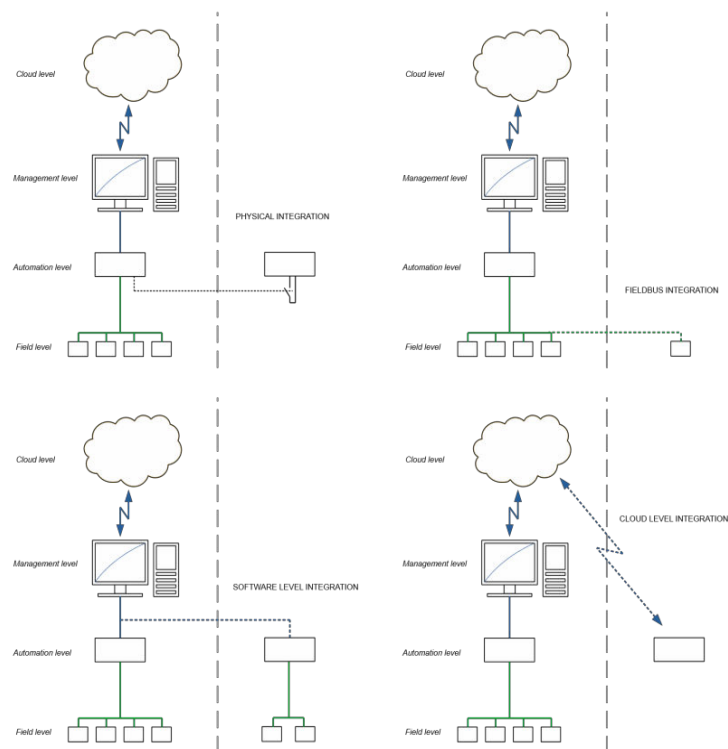 Cloud level
Cloud level
Management level
Management level
PHYSICAL INTEGRATION
Automation level
Automation level
FIELDBUS INTEGRATION
Field level
Field level
Cloud level
Cloud level
CLOUD LEVEL INTEGRATION
Management level
Management level
SOFTWARE LEVEL INTEGRATION
Automation level
Automation level
Field level
Field level